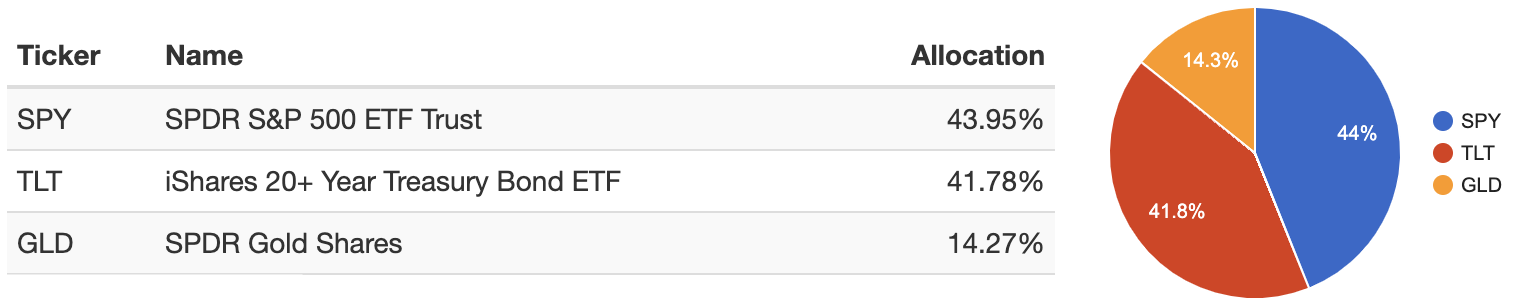 Ticker Name Allocation
SPY SPDR S&P 500 ETF Trust 43.95%
TLT iShares 20+ Year Treasury Bond ETF 41.78%
GLD SPDR Gold Shares 14.27%
14.3%
44%
41.8%
SPY
TLT
GLD